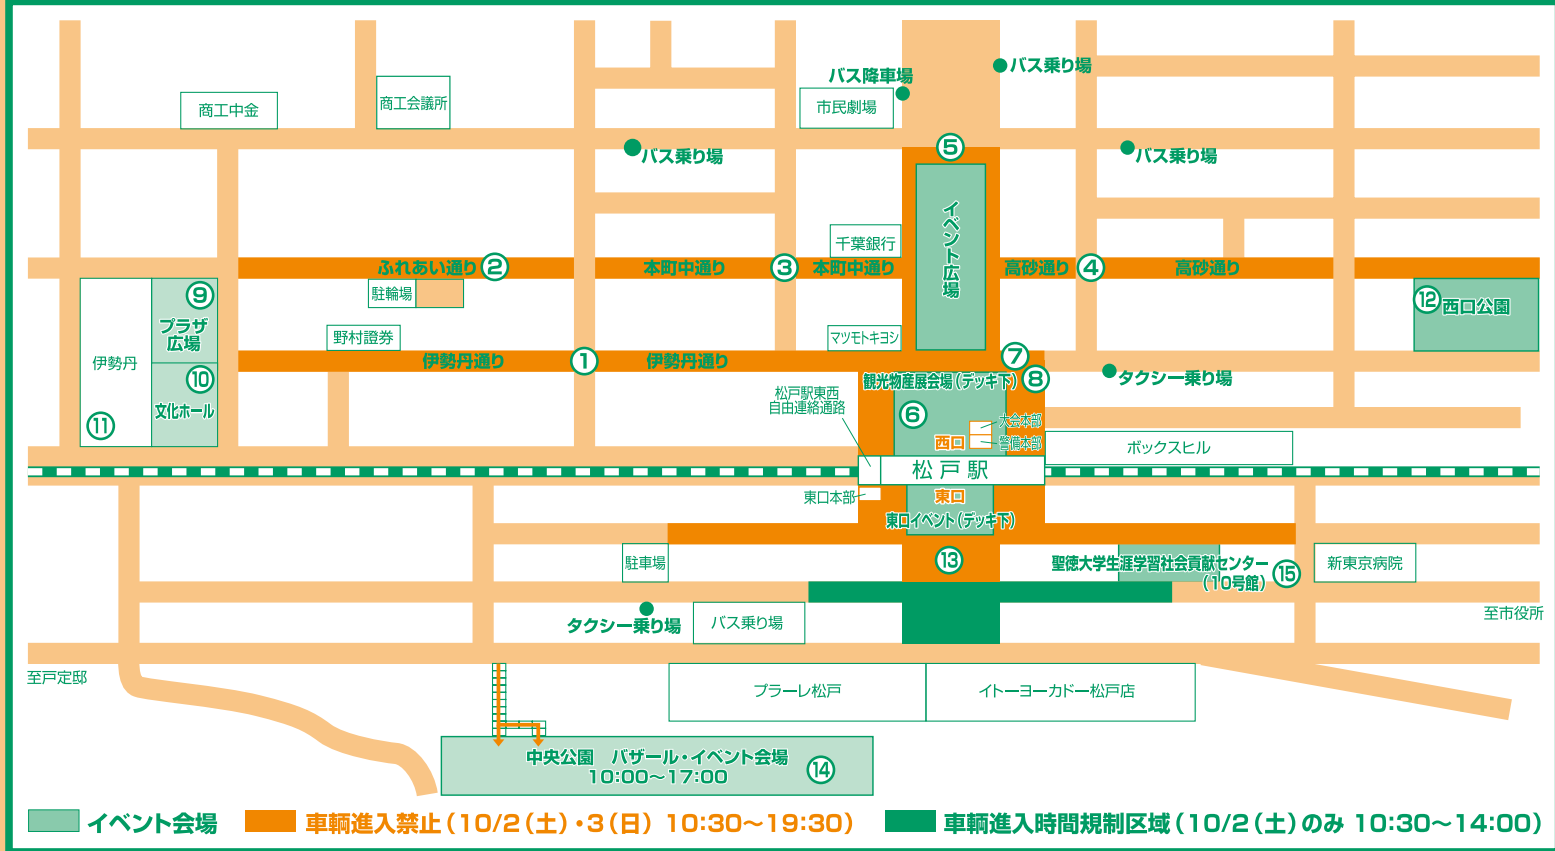 バス乗り場
バス降車場
商工会議所
市民劇場
商工中金
⑤
バス乗り場
バス乗り場
イベント広場
千葉銀行
ふれあい通り
②
本町中通り
③
本町中通り
高砂通り
④
高砂通り
駐輪場
⑨
プラザ
広場
⑫
西口公園
野村證券
マツモトキヨシ
伊勢丹
伊勢丹通り
①
伊勢丹通り
⑦
⑧
タクシー乗り場
観光物産展会場(デッキ下)
⑩
文化ホール
⑪
松戸駅東西
自由連絡通路
⑥
大会本部
警備本部
西口
ボックスヒル
松戸駅
東口本部
東口
東口イベント(デッキ下)
⑬
駐車場
聖徳大学生涯学習社会貢献センター
(10号館)
⑮
新東京病院
至市役所
タクシー乗り場
バス乗り場
至戸定邸
プラーレ松戸
イトーヨーカドー松戸店
中央公園 バザール・イベント会場
10:00〜17:00
⑭
イベント会場
車輌進入禁止(10/2(土)・3(日) 10:30〜19:30)
車輌進入時間規制区域(10/2(土)のみ 10:30〜14:00)